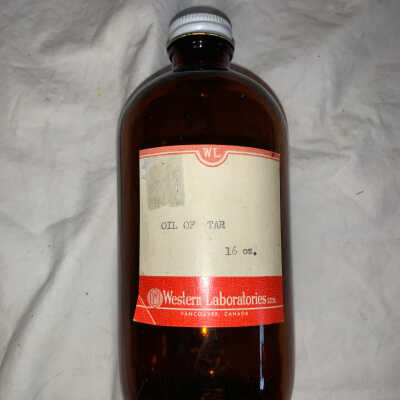 WL
OIL OF TAR
16 oz.
Western Laboratories LTD.
VANCOUVER, CANADA